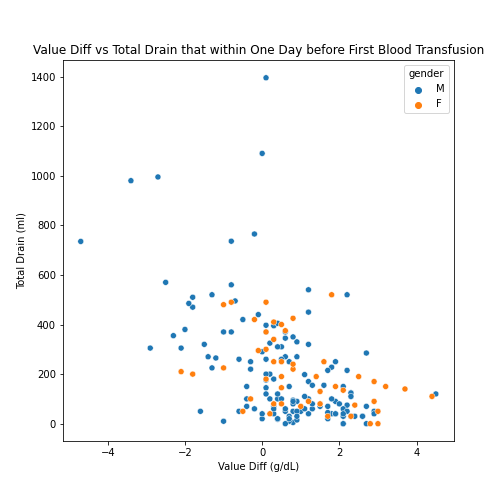 Value Diff vs Total Drain that within One Day before First Blood Transfusion
gender
M
F
1400
1200
1000
800
600
400
200
0
Total Drain (ml)
−4
−2
0
2
4
Value Diff (g/dL)